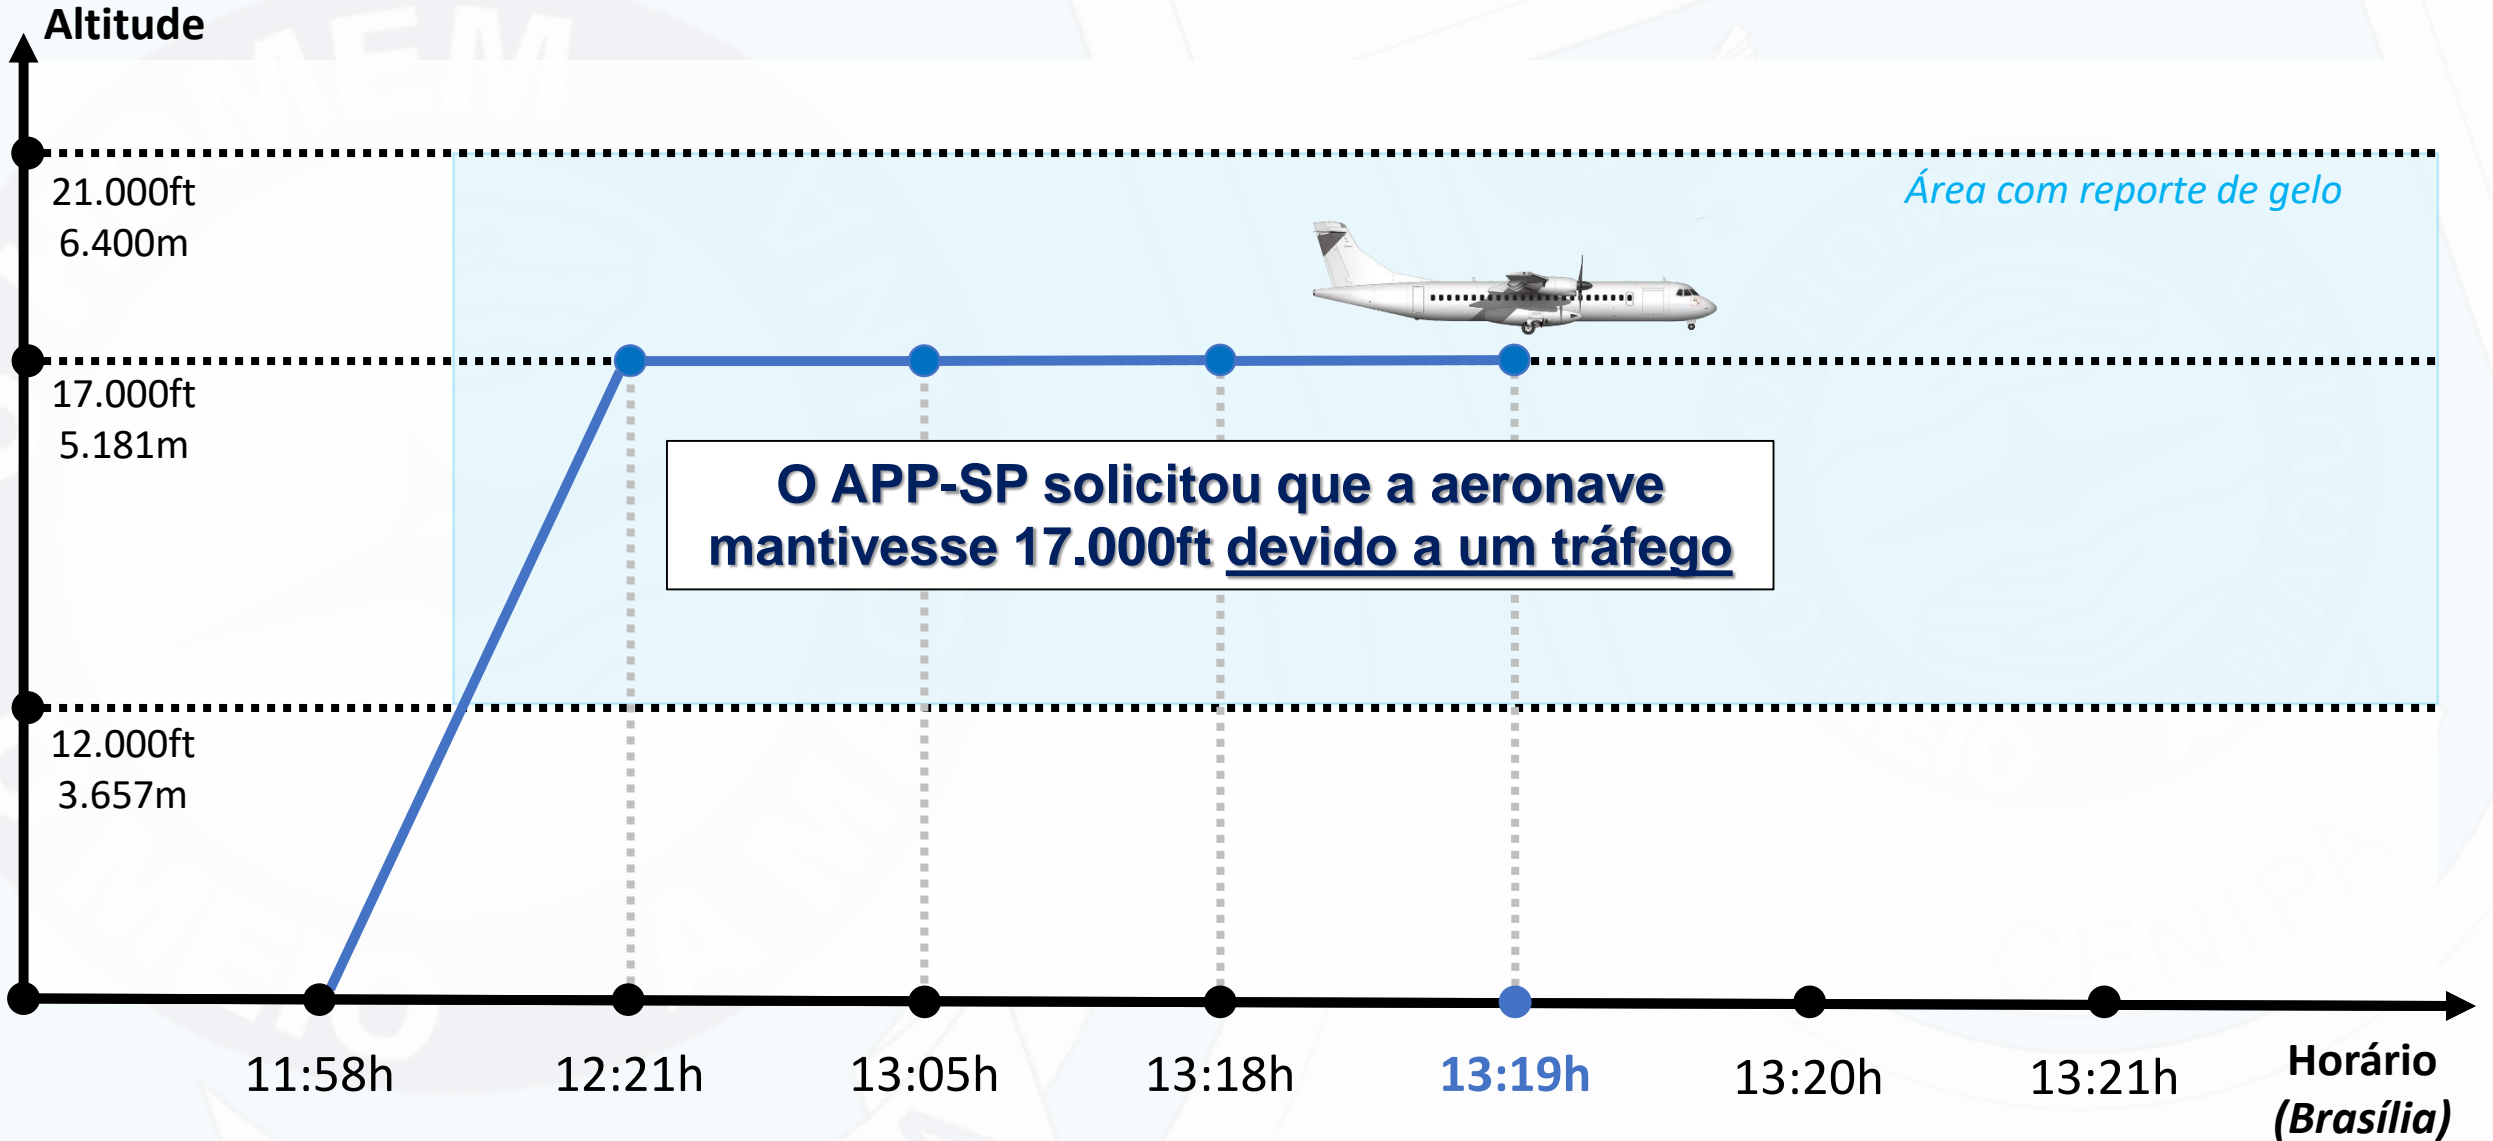 Altitude
21.000ft
6.400m
Área com reporte de gelo
17.000ft
5.181m
O APP-SP solicitou que a aeronave
mantivesse 17.000ft devido a um tráfego
12.000ft
3.657m
CENIPA
11:58h
12:21h
13:05h
13:18h
13:19h
13:20h
13:21h
Horário
(Brasília)